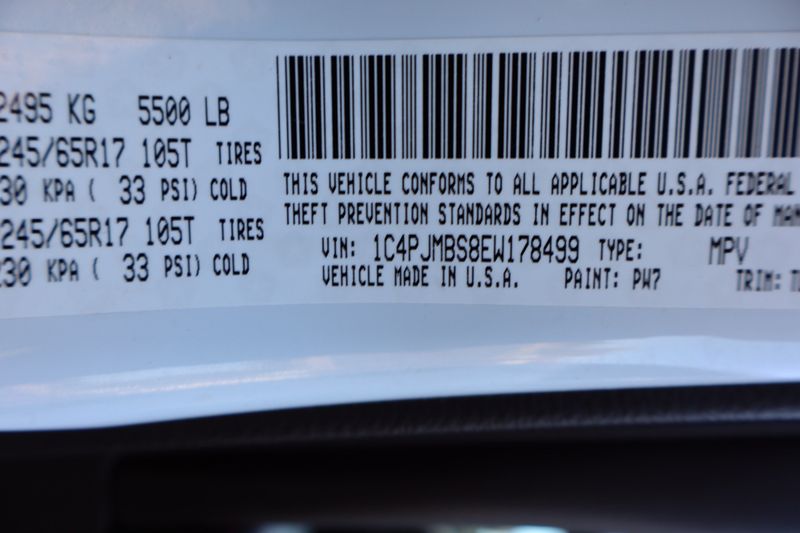 2495 KG 5500 LB
245/65R17 105T TIRES
30 KPA ( 33 PSI) COLD
245/65R17 105T TIRES
230 KPA ( 33 PSI) COLD
THIS VEHICLE CONFORMS TO ALL APPLICABLE U.S.A. FEDERAL
THEFT PREVENTION STANDARDS IN EFFECT ON THE DATE OF MAN
VIN: 1C4PJMBS8EW178499 TYPE: MPV
VEHICLE MADE IN U.S.A. PAINT: PW7 TRIM: